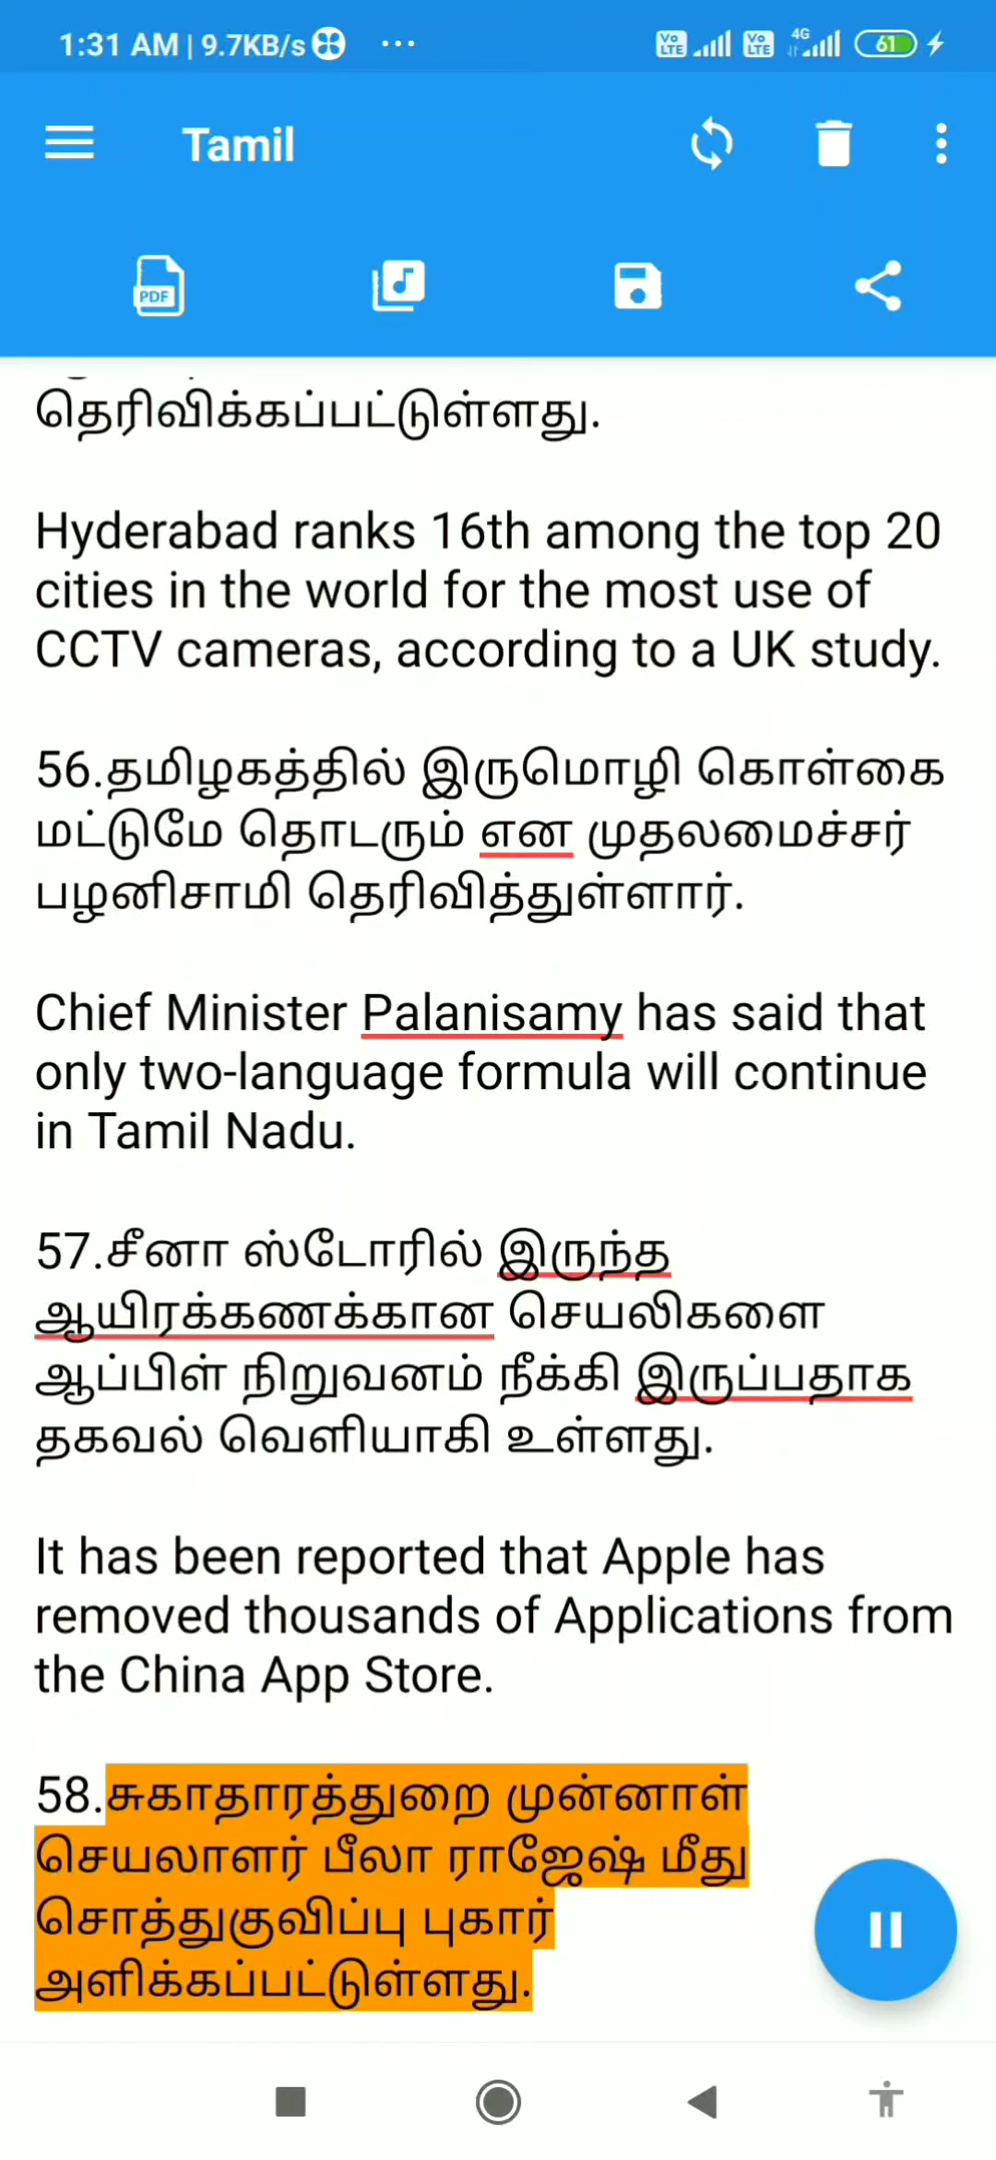 1:31 AM | 9.7KB/s ...
Vo LTE Vo LTE 4G 61
Tamil
PDF
தெரிவிக்கப்பட்டுள்ளது.
Hyderabad ranks 16th among the top 20
cities in the world for the most use of
CCTV cameras, according to a UK study.
56.தமிழகத்தில் இருமொழி கொள்கை
மட்டுமே தொடரும் என முதலமைச்சர்
பழனிசாமி தெரிவித்துள்ளார்.
Chief Minister Palanisamy has said that
only two-language formula will continue
in Tamil Nadu.
57.சீனா ஸ்டோரில் இருந்த
ஆயிரக்கணக்கான செயலிகளை
ஆப்பிள் நிறுவனம் நீக்கி இருப்பதாக
தகவல் வெளியாகி உள்ளது.
It has been reported that Apple has
removed thousands of Applications from
the China App Store.
58.சுகாதாரத்துறை முன்னாள்
செயலாளர் பீலா ராஜேஷ் மீது
சொத்துகுவிப்பு புகார்
அளிக்கப்பட்டுள்ளது.